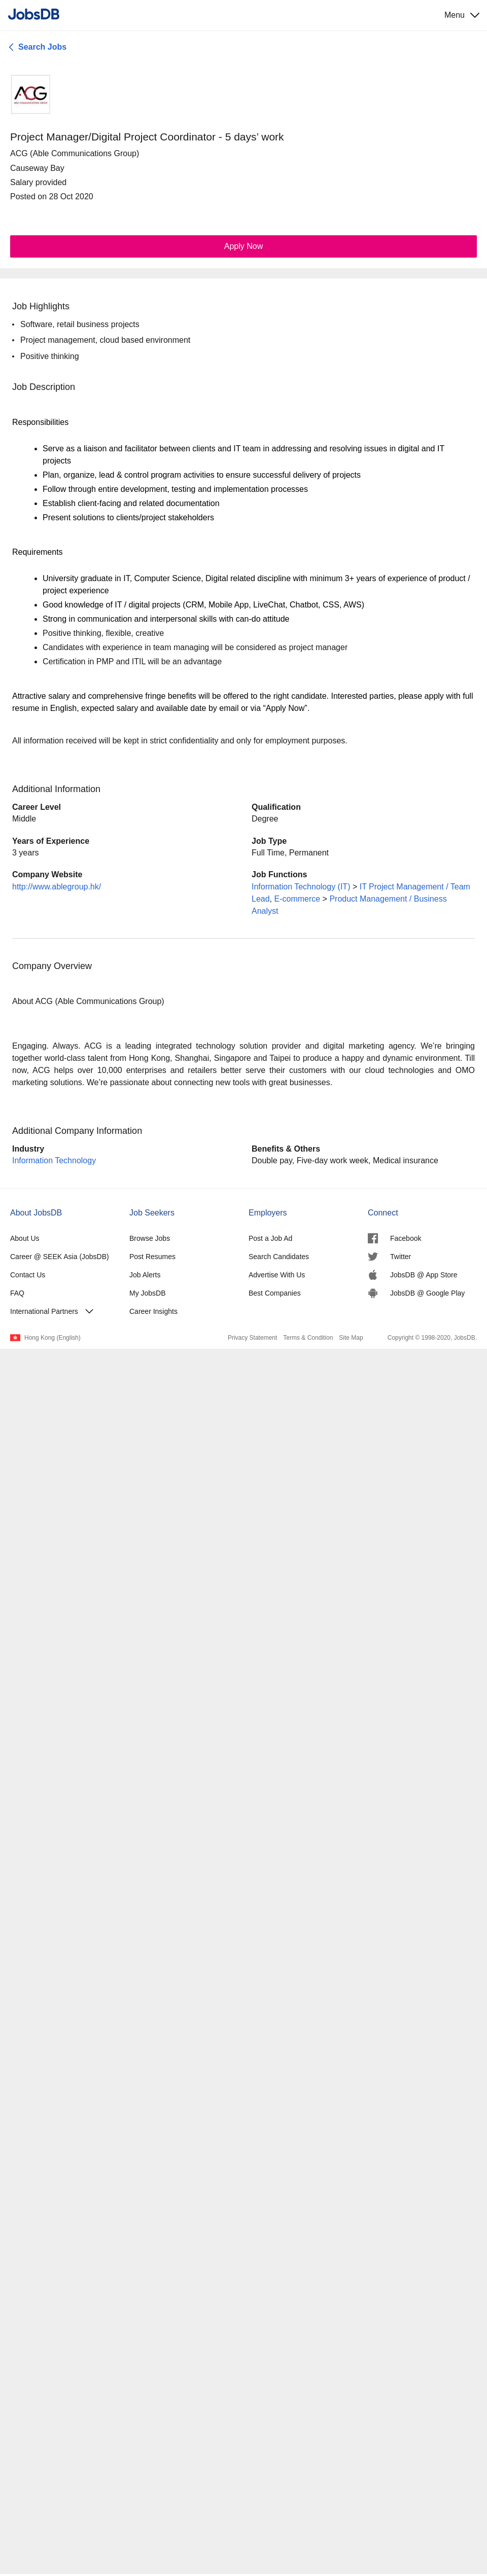 JobsDB
Menu
Search Jobs
ACG
Project Manager/Digital Project Coordinator - 5 days’ work
ACG (Able Communications Group)
Causeway Bay
Salary provided
Posted on 28 Oct 2020
Apply Now
Job Highlights
• Software, retail business projects
• Project management, cloud based environment
• Positive thinking
Job Description
Responsibilities
• Serve as a liaison and facilitator between clients and IT team in addressing and resolving issues in digital and IT
projects
• Plan, organize, lead & control program activities to ensure successful delivery of projects
• Follow through entire development, testing and implementation processes
• Establish client-facing and related documentation
• Present solutions to clients/project stakeholders
Requirements
• University graduate in IT, Computer Science, Digital related discipline with minimum 3+ years of experience of product /
project experience
• Good knowledge of IT / digital projects (CRM, Mobile App, LiveChat, Chatbot, CSS, AWS)
• Strong in communication and interpersonal skills with can-do attitude
• Positive thinking, flexible, creative
• Candidates with experience in team managing will be considered as project manager
• Certification in PMP and ITIL will be an advantage
Attractive salary and comprehensive fringe benefits will be offered to the right candidate. Interested parties, please apply with full
resume in English, expected salary and available date by email or via “Apply Now”.
All information received will be kept in strict confidentiality and only for employment purposes.
Additional Information
Career Level
Middle
Qualification
Degree
Years of Experience
3 years
Job Type
Full Time, Permanent
Company Website
http://www.ablegroup.hk/
Job Functions
Information Technology (IT) > IT Project Management / Team
Lead, E-commerce > Product Management / Business
Analyst
Company Overview
About ACG (Able Communications Group)
Engaging. Always. ACG is a leading integrated technology solution provider and digital marketing agency. We’re bringing
together world-class talent from Hong Kong, Shanghai, Singapore and Taipei to produce a happy and dynamic environment. Till
now, ACG helps over 10,000 enterprises and retailers better serve their customers with our cloud technologies and OMO
marketing solutions. We’re passionate about connecting new tools with great businesses.
Additional Company Information
Industry
Information Technology
Benefits & Others
Double pay, Five-day work week, Medical insurance
About JobsDB
About Us
Career @ SEEK Asia (JobsDB)
Contact Us
FAQ
International Partners
Job Seekers
Browse Jobs
Post Resumes
Job Alerts
My JobsDB
Career Insights
Employers
Post a Job Ad
Search Candidates
Advertise With Us
Best Companies
Connect
Facebook
Twitter
JobsDB @ App Store
JobsDB @ Google Play
Hong Kong (English)
Privacy Statement Terms & Condition Site Map
Copyright © 1998-2020, JobsDB.